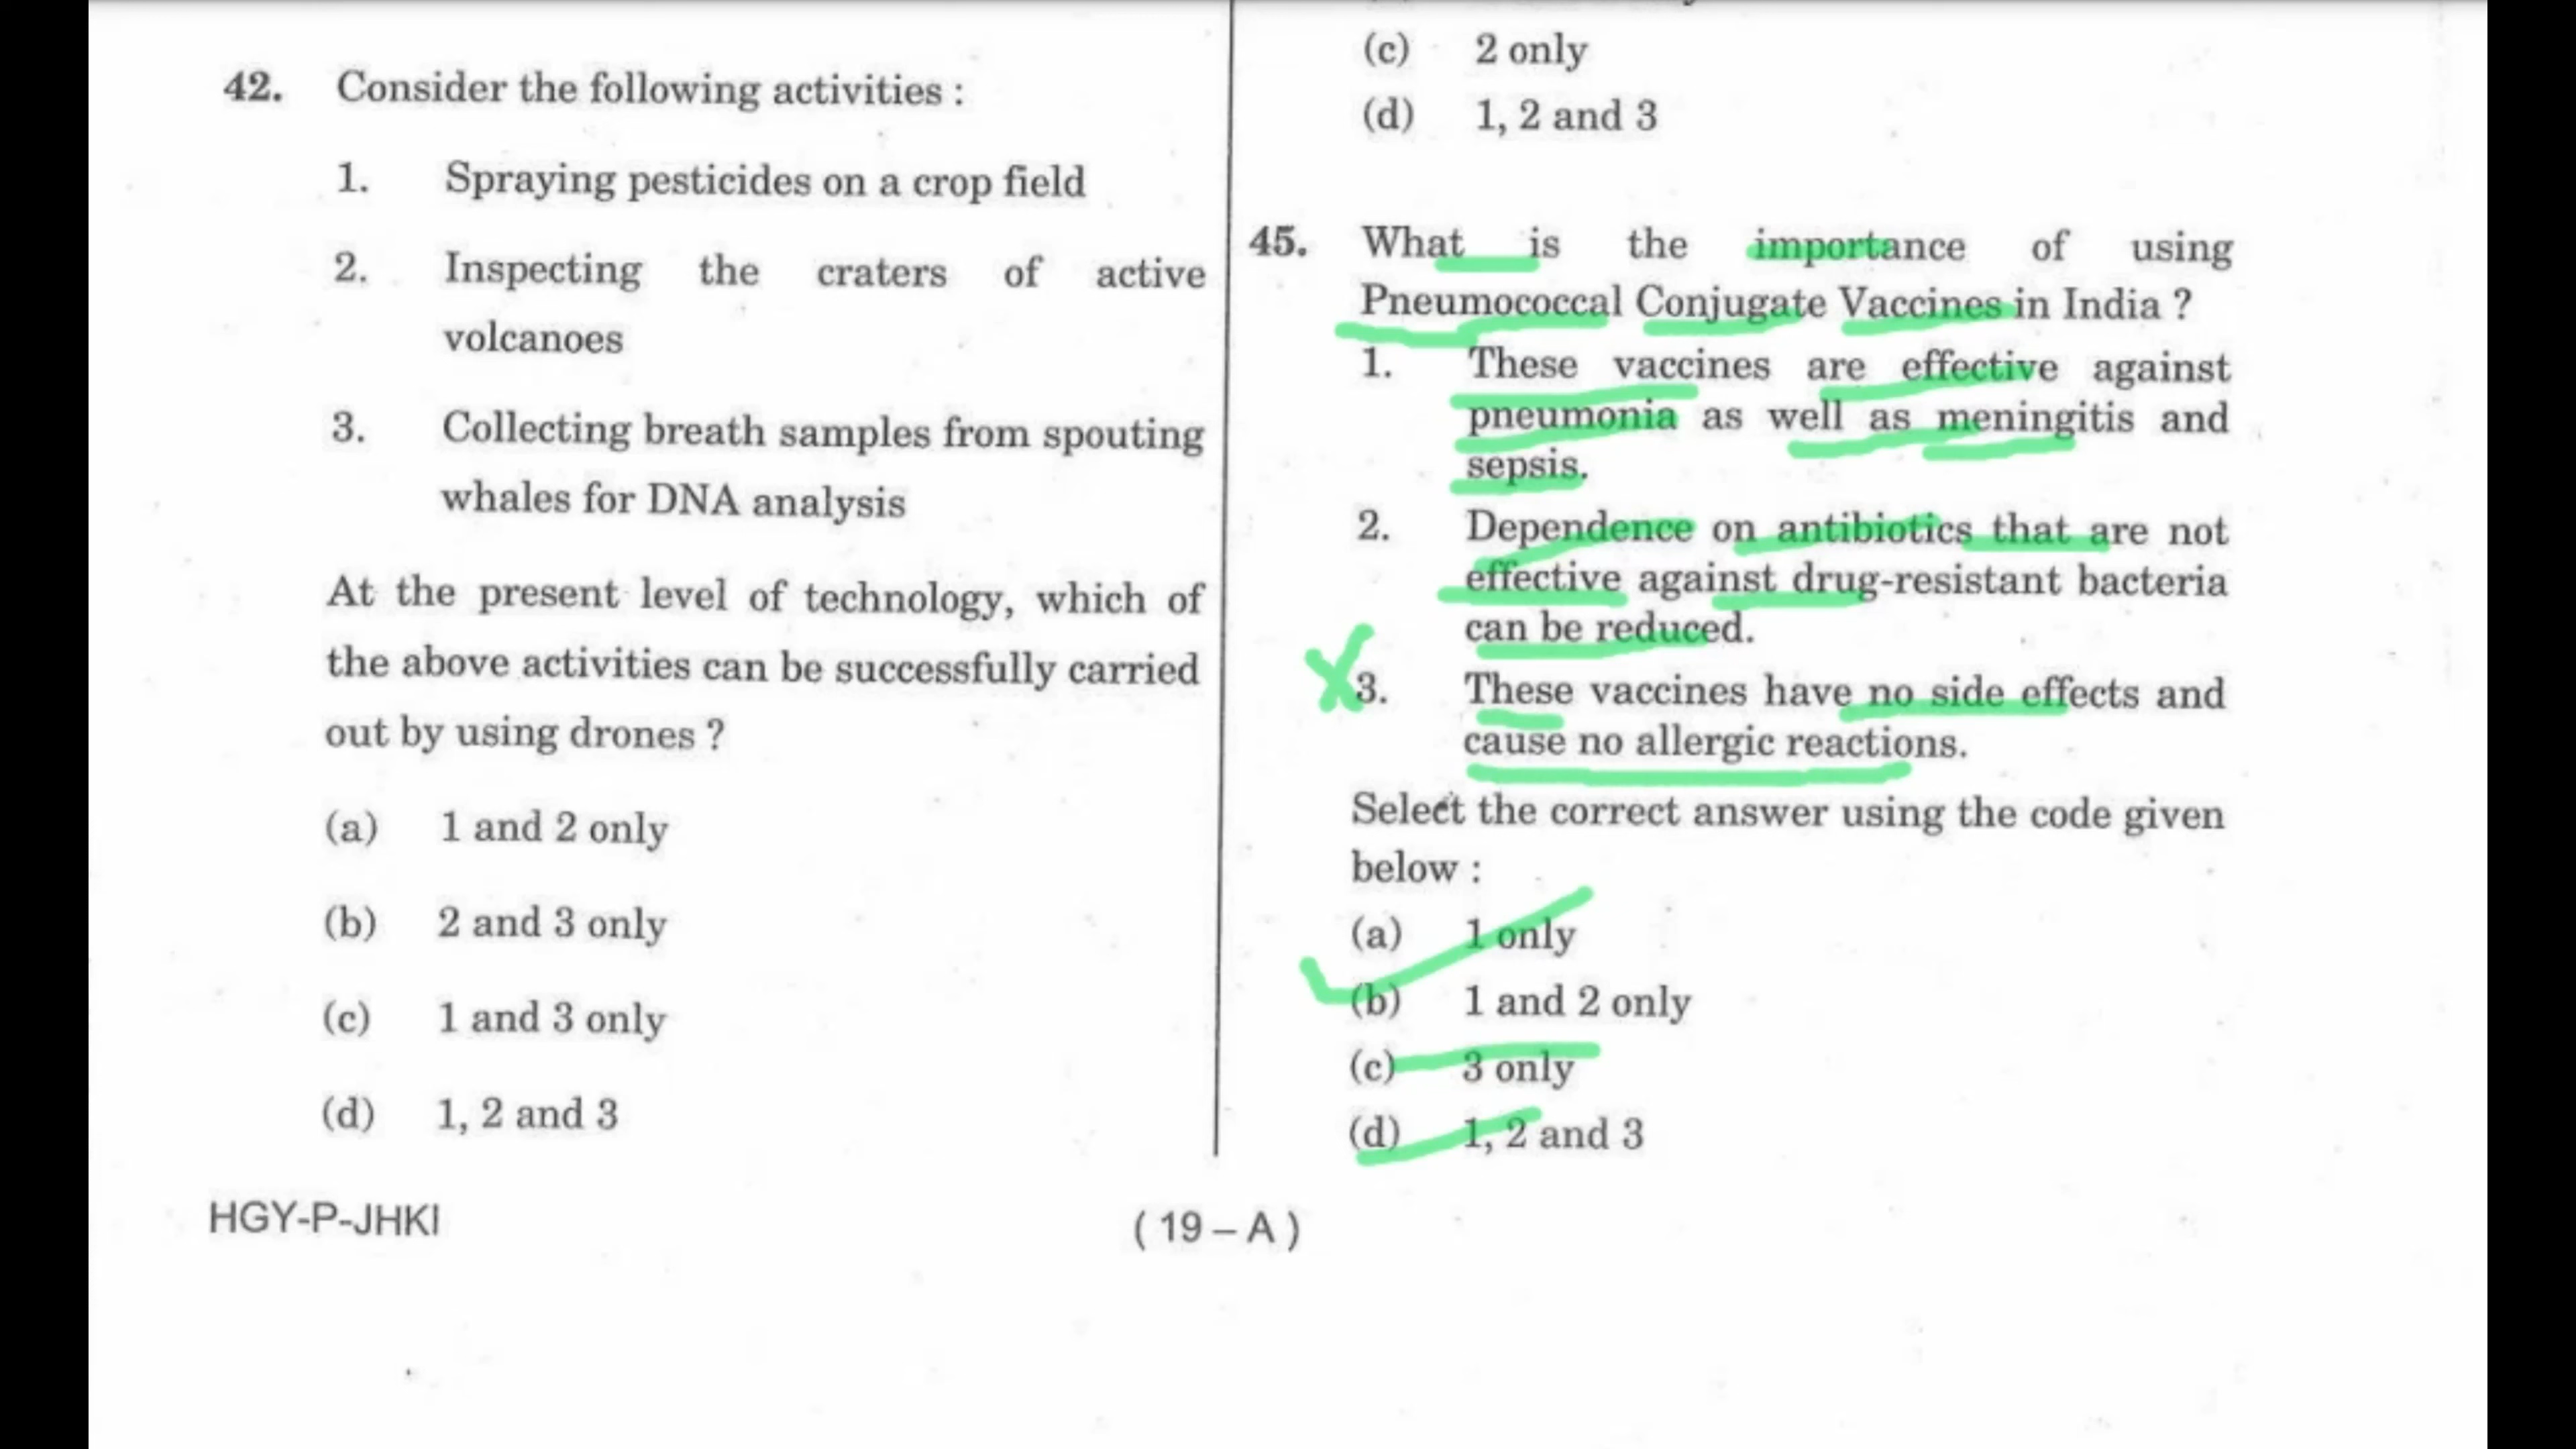 42. Consider the following activities :
1. Spraying pesticides on a crop field
2. Inspecting the craters of active
volcanoes
3. Collecting breath samples from spouting
whales for DNA analysis
At the present level of technology, which of
the above activities can be successfully carried
out by using drones ?
(a) 1 and 2 only
(b) 2 and 3 only
(c) 1 and 3 only
(d) 1, 2 and 3
(c) 2 only
(d) 1, 2 and 3
45. What is the importance of using
Pneumococcal Conjugate Vaccines in India ?
1. These vaccines are effective against
pneumonia as well as meningitis and
sepsis.
2. Dependence on antibiotics that are not
effective against drug-resistant bacteria
can be reduced.
3. These vaccines have no side effects and
cause no allergic reactions.
Select the correct answer using the code given
below :
(a) 1 only
(b) 1 and 2 only
(c) 3 only
(d) 1, 2 and 3
HGY-P-JHKI
( 19 – A )